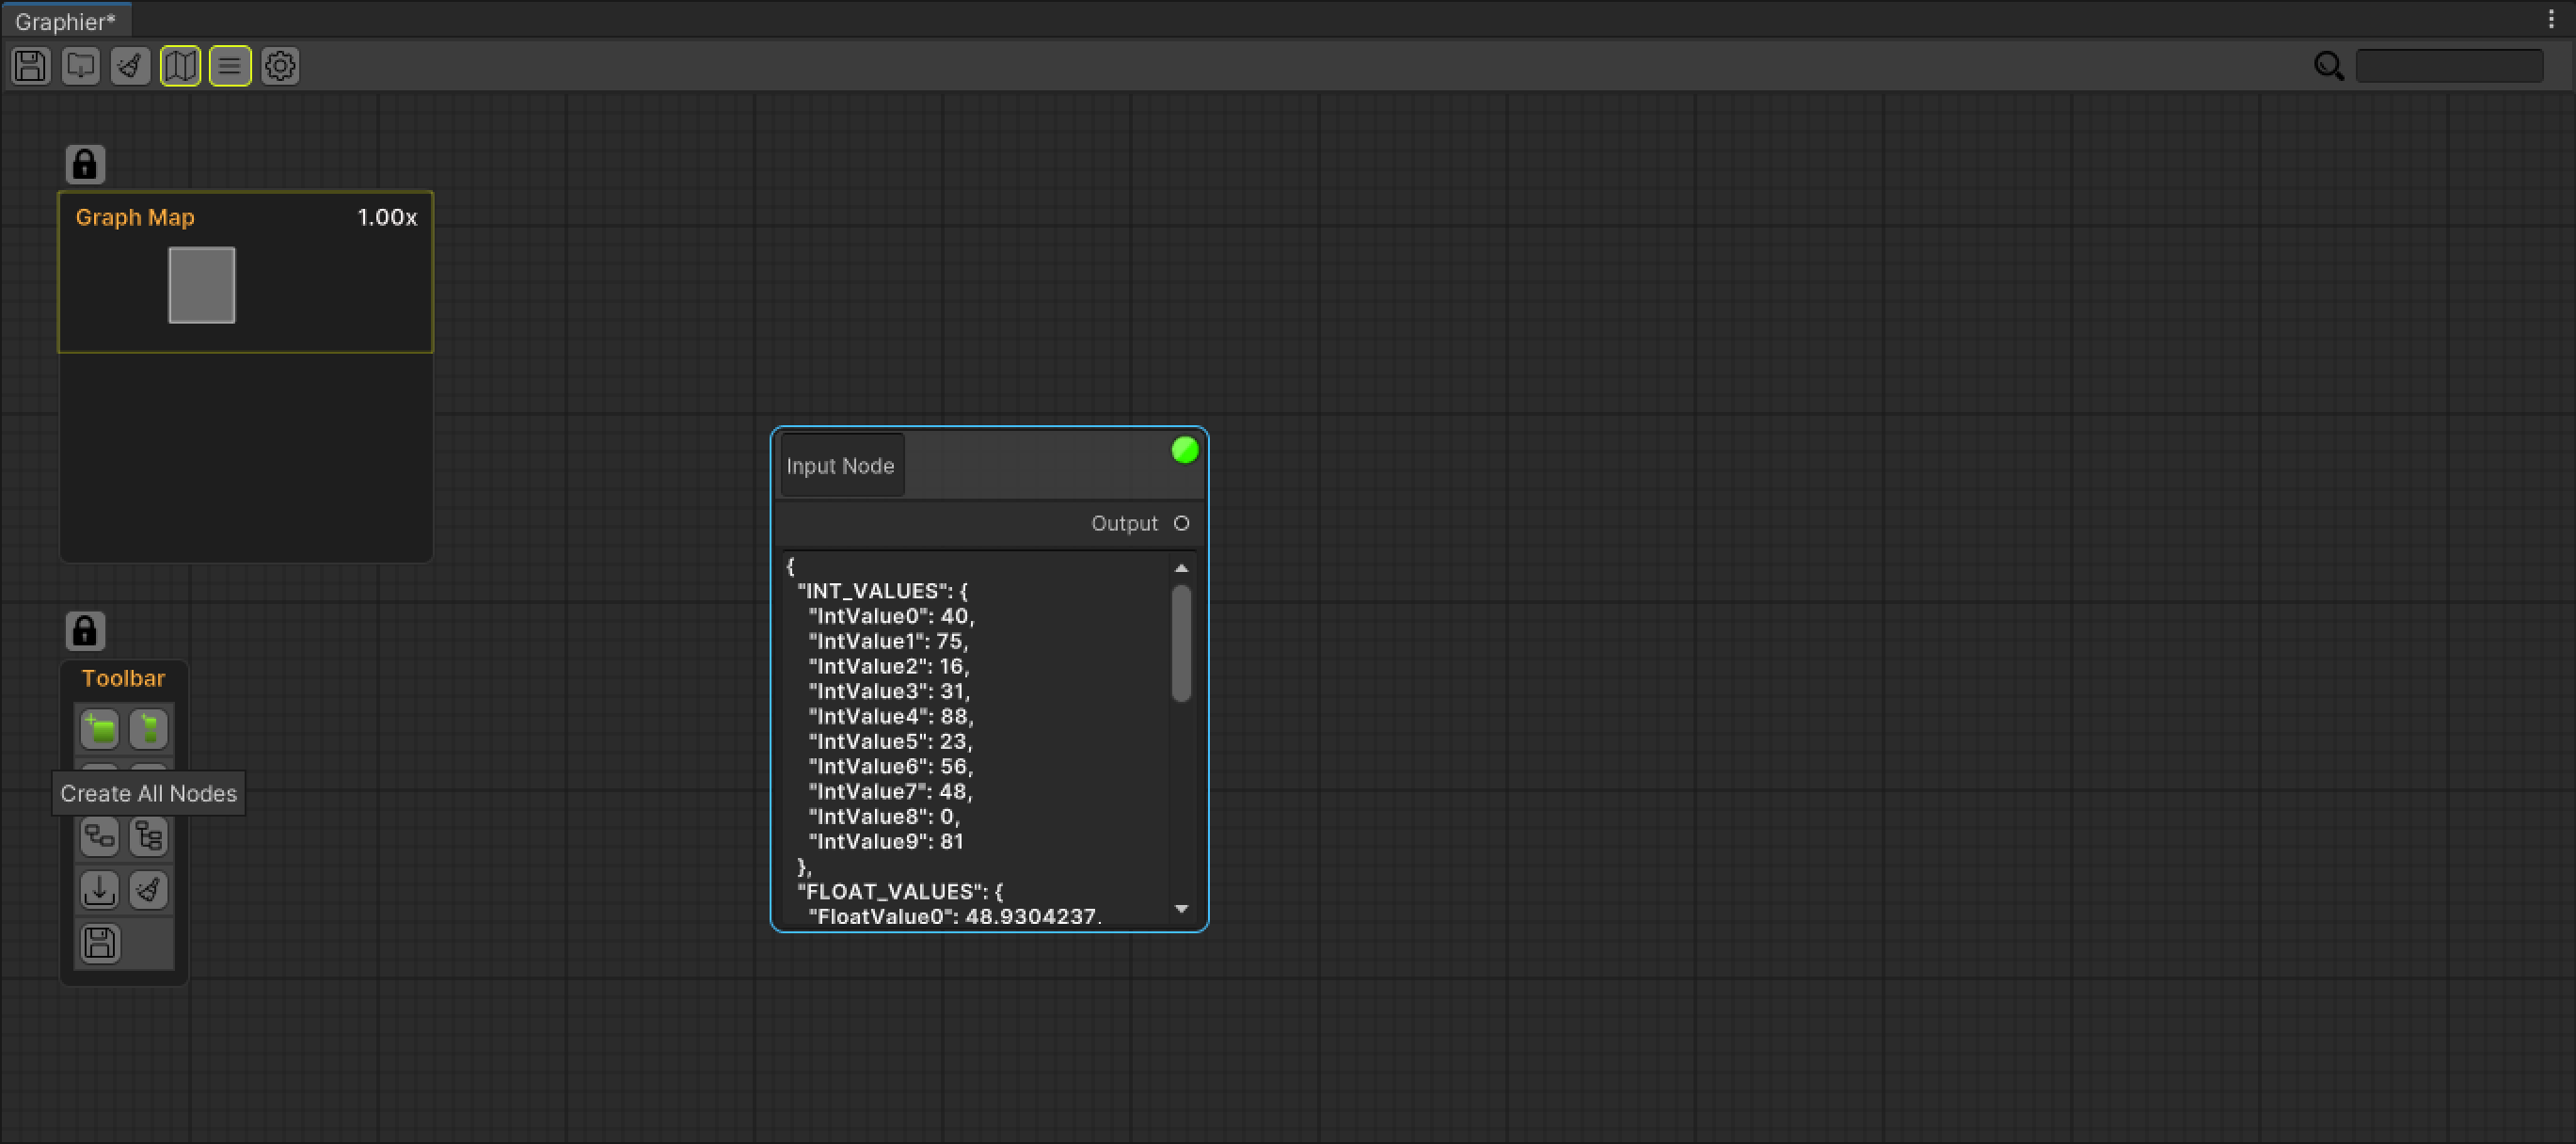 Graphier*
Graph Map
1.00x
Input Node
Output
{
"INT_VALUES": {
"IntValue0": 40,
"IntValue1": 75,
"IntValue2": 16,
"IntValue3": 31,
"IntValue4": 88,
"IntValue5": 23,
"IntValue6": 56,
"IntValue7": 48,
"IntValue8": 0,
"IntValue9": 81
},
"FLOAT_VALUES": {
"FloatValue0": 48.9304237,
Toolbar
Create All Nodes